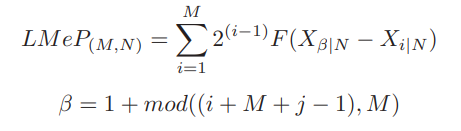 LMeP_{(M,N)} = \sum_{i=1}^{M} 2^{(i-1)} F(X_{\beta|N} - X_{i|N})
\beta = 1 + mod((i + M + j - 1), M)